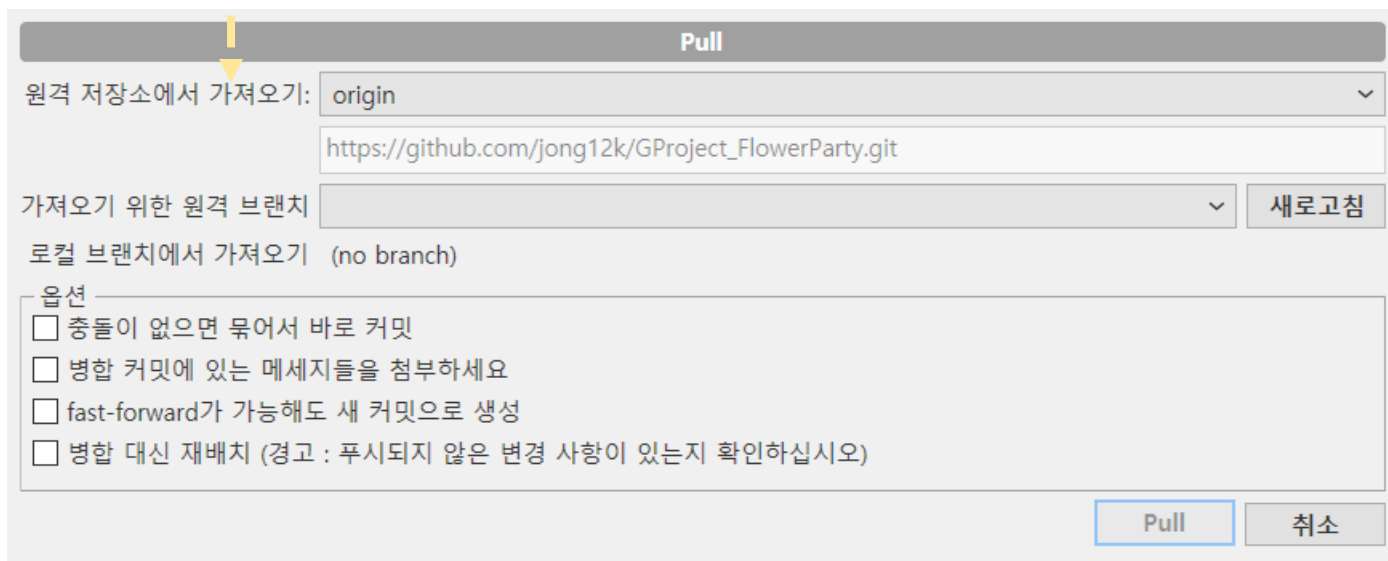 Pull
원격 저장소에서 가져오기: origin
https://github.com/jong12k/GProject_FlowerParty.git
가져오기 위한 원격 브랜치 새로고침
로컬 브랜치에서 가져오기 (no branch)
옵션
충돌이 없으면 묶어서 바로 커밋
병합 커밋에 있는 메세지들을 첨부하세요
fast-forward가 가능해도 새 커밋으로 생성
병합 대신 재배치 (경고 : 푸시되지 않은 변경 사항이 있는지 확인하십시오)
Pull 취소